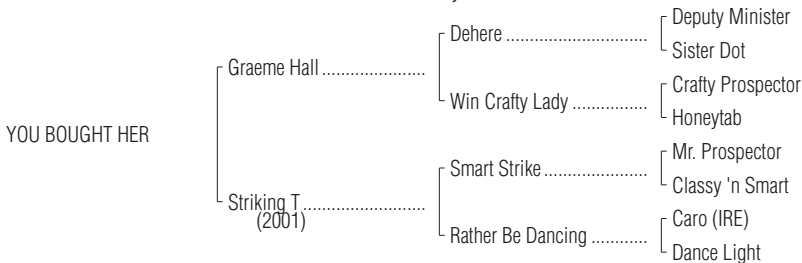 Dehere ............................. Deputy Minister
Sister Dot
Graeme Hall ......................
Win Crafty Lady ................ Crafty Prospector
Honeytab
YOU BOUGHT HER
Smart Strike ...................... Mr. Prospector
Classy 'n Smart
Striking T ..........................
(2001)
Rather Be Dancing ............ Caro (IRE)
Dance Light